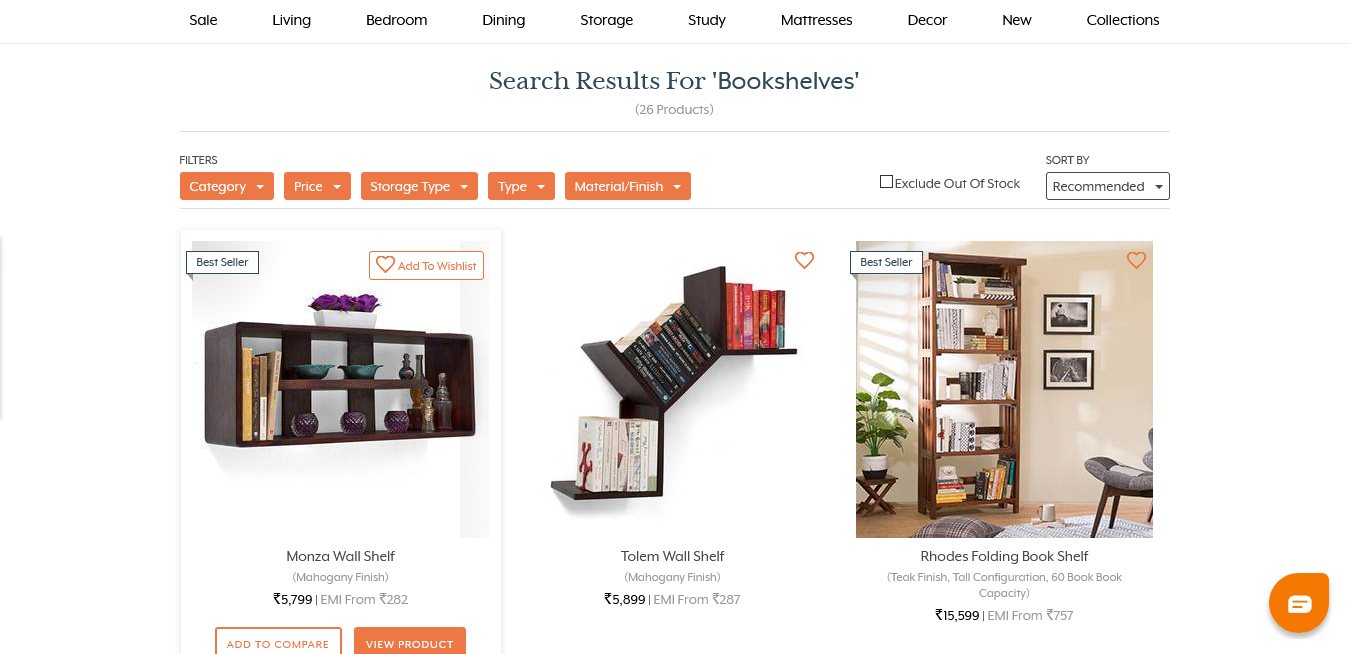 Sale Living Bedroom Dining Storage Study Mattresses Decor New Collections
Search Results For 'Bookshelves'
(26 Products)
FILTERS
SORT BY
Category Price Storage Type Type Material/Finish
Exclude Out Of Stock
Recommended
Best Seller
Add To Wishlist
Best Seller
Monza Wall Shelf
(Mahogany Finish)
₹5,799 | EMI From ₹282
ADD TO COMPARE
VIEW PRODUCT
Tolem Wall Shelf
(Mahogany Finish)
₹5,899 | EMI From ₹287
Rhodes Folding Book Shelf
(Teak Finish, Tall Configuration, 60 Book Book
Capacity)
₹15,599 | EMI From ₹757